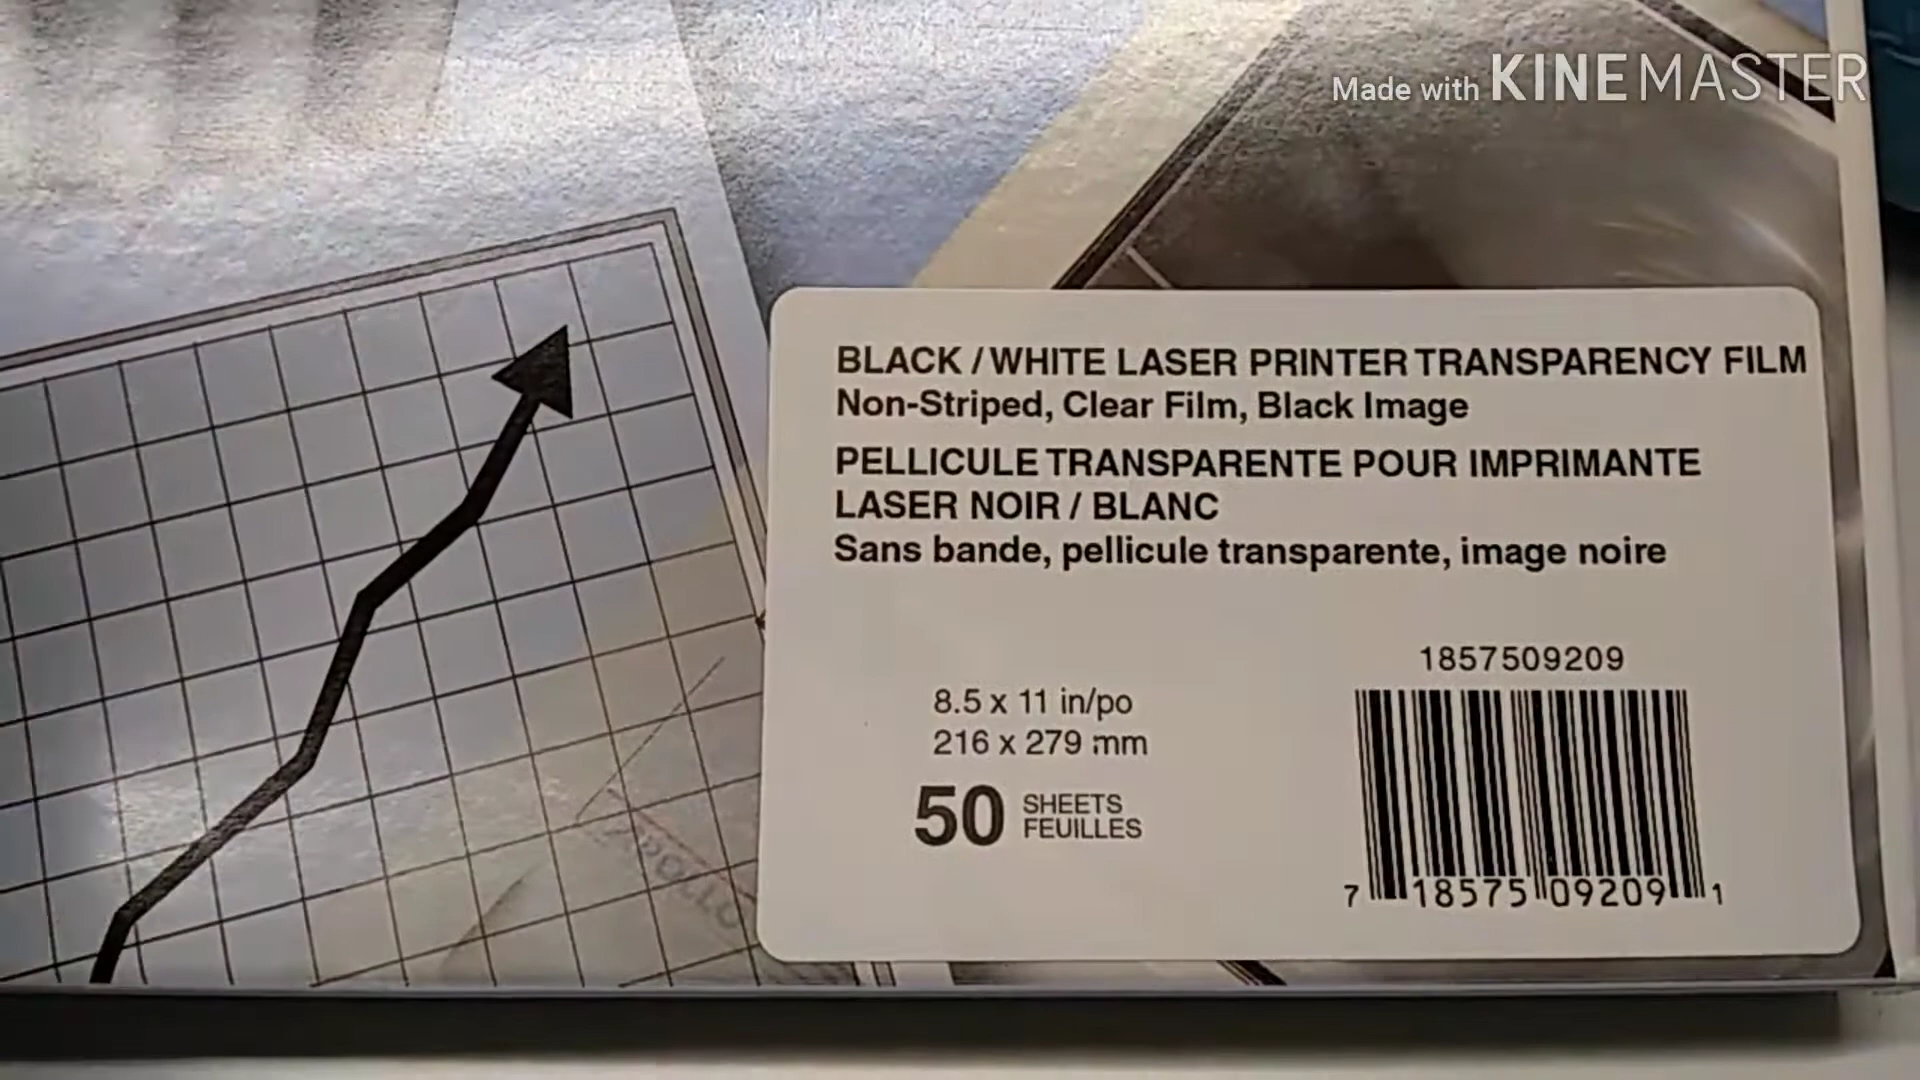 Made with KINEMASTER
BLACK / WHITE LASER PRINTER TRANSPARENCY FILM
Non-Striped, Clear Film, Black Image
PELLICULE TRANSPARENTE POUR IMPRIMANTE
LASER NOIR / BLANC
Sans bande, pellicule transparente, image noire
1857509209
8.5 x 11 in/po
216 x 279 mm
50 SHEETS
FEUILLES
7 18575 09209 1
APOLLO